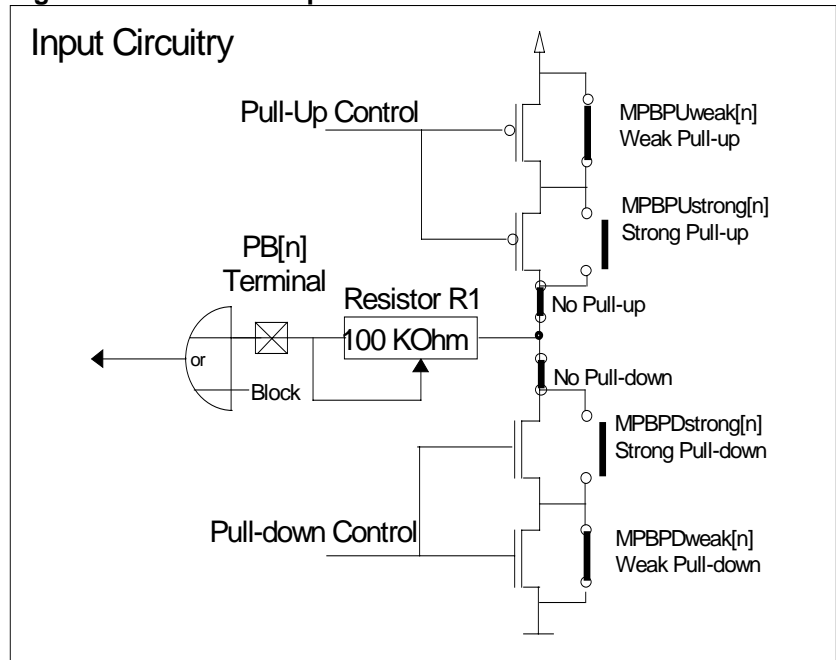 Input Circuitry
Pull-Up Control
MPBPUweak[n]
Weak Pull-up
MPBPUstrong[n]
Strong Pull-up
PB[n]
Terminal
Resistor R1
100 KOhm
No Pull-up
or
Block
No Pull-down
MPBPDstrong[n]
Strong Pull-down
Pull-down Control
MPBPDweak[n]
Weak Pull-down